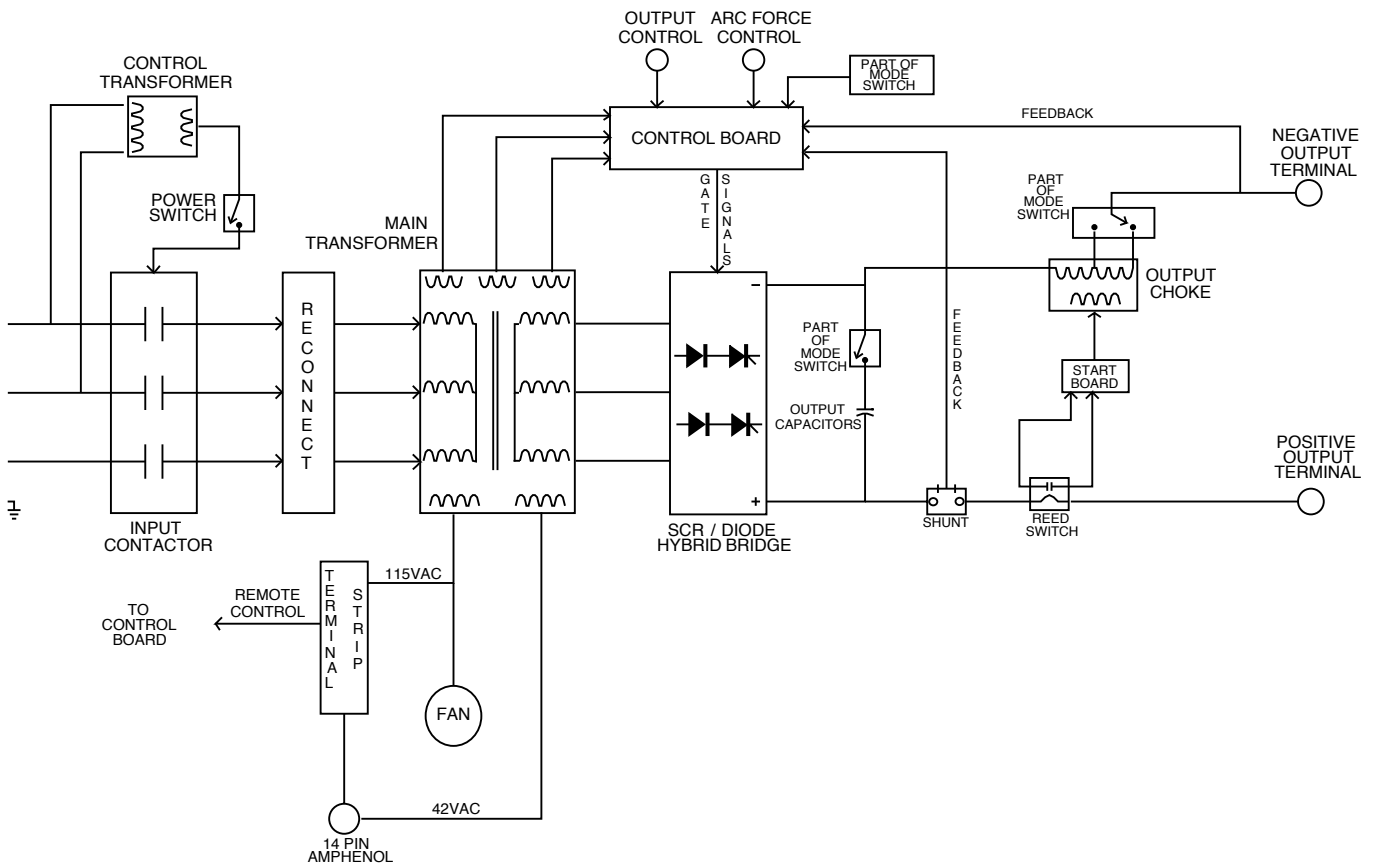 OUTPUT
CONTROL
ARC FORCE
CONTROL
PART OF
MODE
SWITCH
CONTROL
TRANSFORMER
CONTROL BOARD
FEEDBACK
NEGATIVE
OUTPUT
TERMINAL
POWER
SWITCH
GATE
SIGNALS
PART
OF
MODE
SWITCH
MAIN
TRANSFORMER
OUTPUT
CHOKE
RECONNECT
–
PART
OF
MODE
SWITCH
FEEDBACK
START
BOARD
OUTPUT
CAPACITORS
POSITIVE
OUTPUT
TERMINAL
+
INPUT
CONTACTOR
SCR / DIODE
HYBRID BRIDGE
SHUNT
REED
SWITCH
115VAC
TERMINAL
STRIP
REMOTE
CONTROL
TO
CONTROL
BOARD
FAN
42VAC
14 PIN
AMPHENOL